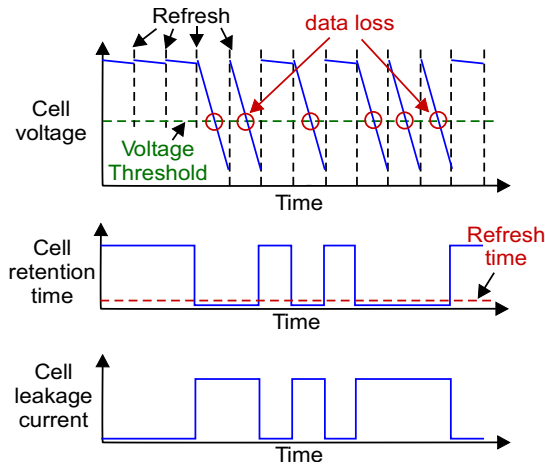 Refresh
data loss
Cell
voltage
Voltage
Threshold
Time
Cell
retention
time
Refresh
time
Time
Cell
leakage
current
Time